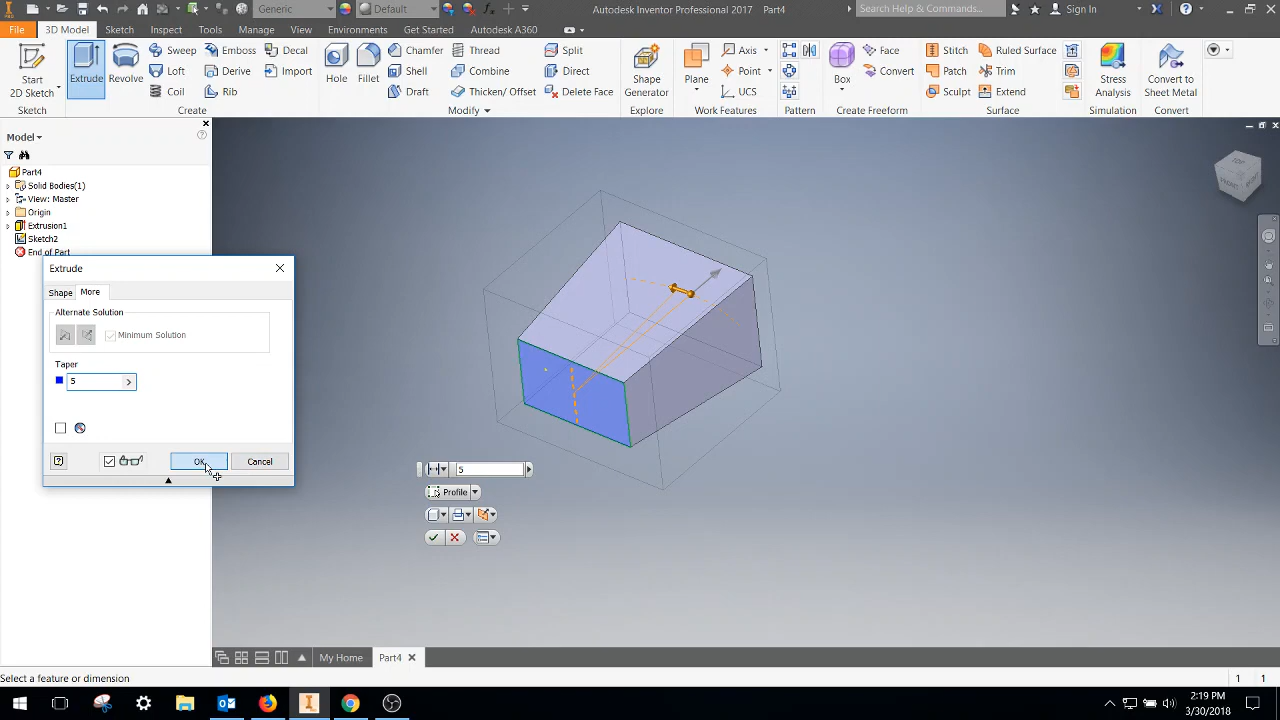 Generic
Default
Autodesk Inventor Professional 2017 Part4
Search Help & Commands...
Sign In
File
3D Model
Sketch
Inspect
Tools
Manage
View
Environments
Get Started
Autodesk A360
Start
2D Sketch
Sketch
Extrude
Revolve
Sweep
Emboss
Decal
Loft
Derive
Import
Coil
Rib
Create
Hole
Fillet
Chamfer
Thread
Split
Shell
Combine
Direct
Draft
Thicken/ Offset
Delete Face
Modify
Shape
Generator
Explore
Plane
Axis
Point
UCS
Work Features
Pattern
Box
Face
Convert
Create Freeform
Stitch
Ruled Surface
Patch
Trim
Sculpt
Extend
Surface
Stress
Analysis
Simulation
Convert to
Sheet Metal
Convert
Model
Part4
Solid Bodies(1)
View: Master
Origin
Extrusion1
Sketch2
End of Part
Extrude
Shape
More
Alternate Solution
Minimum Solution
Taper
5
OK
Cancel
5
Profile
TOP
FRONT
My Home
Part4
Select a feature or dimension
1 1
2:19 PM
3/30/2018